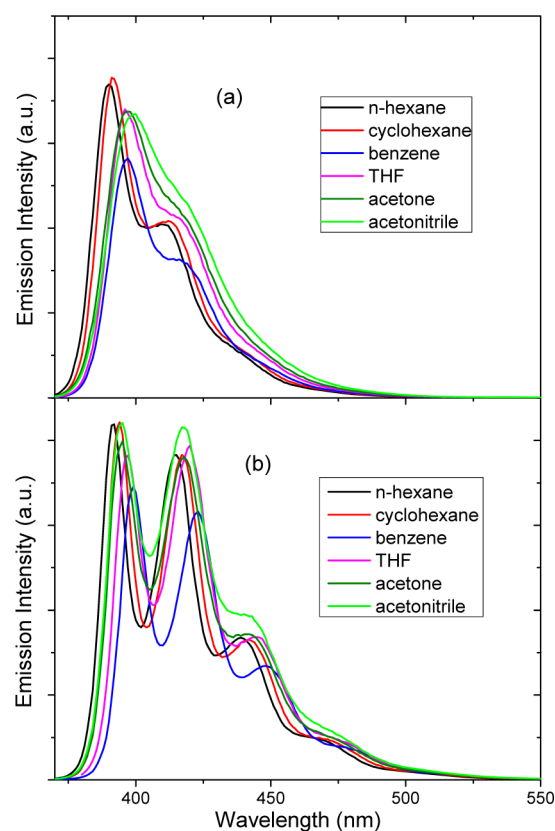 (a)
n-hexane
cyclohexane
benzene
THF
acetone
acetonitrile
Emission Intensity (a.u.)
(b)
n-hexane
cyclohexane
benzene
THF
acetone
acetonitrile
Emission Intensity (a.u.)
400 450 500 550
Wavelength (nm)